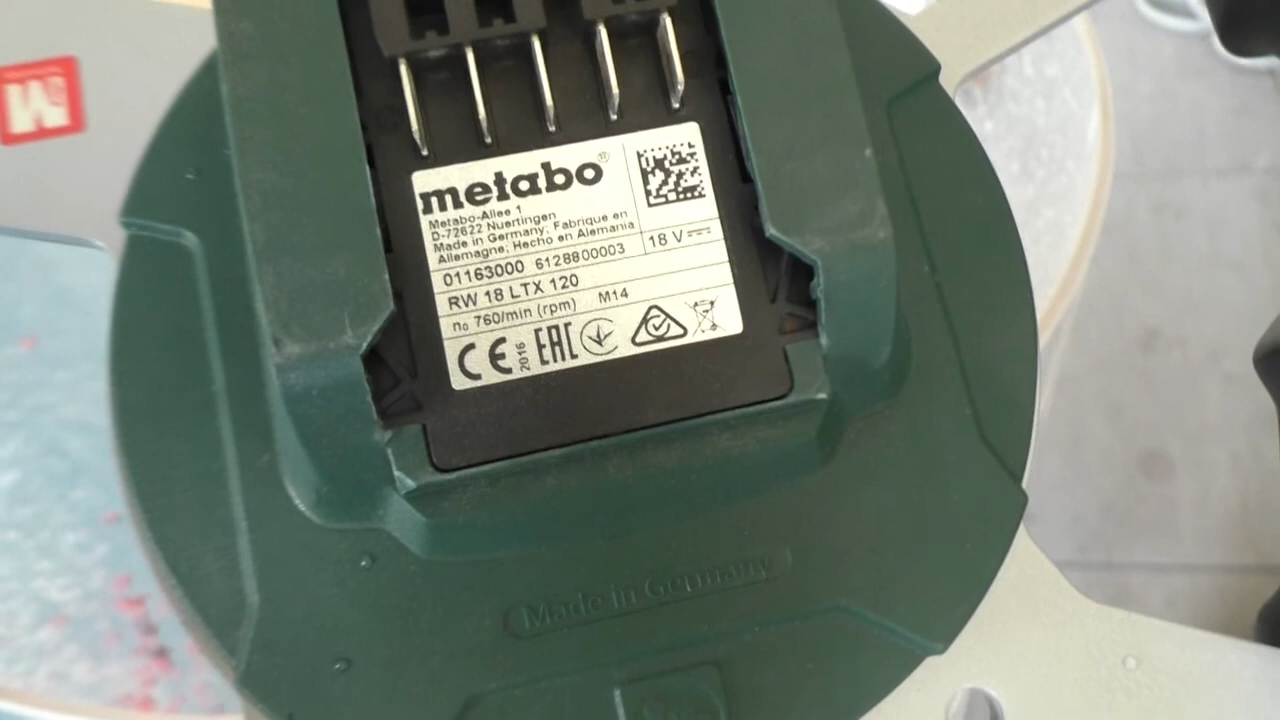 metabo®
Metabo-Allee 1
D-72622 Nuertingen
Made in Germany; Fabrique en
Allemagne; Hecho en Alemania
18 V
01163000 6128800003
RW 18 LTX 120
n₀ 760/min (rpm) M14
CE 2016 EAC
Made in Germany